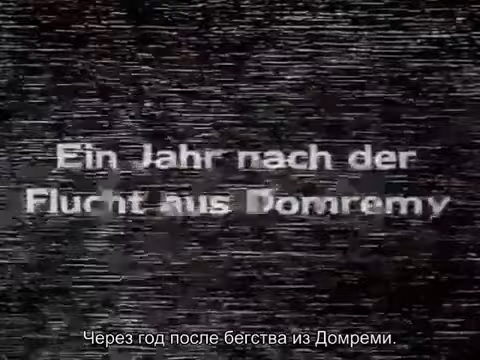 Ein Jahr nach der
Flucht aus Domremy
Через год после бегства из Домреми.